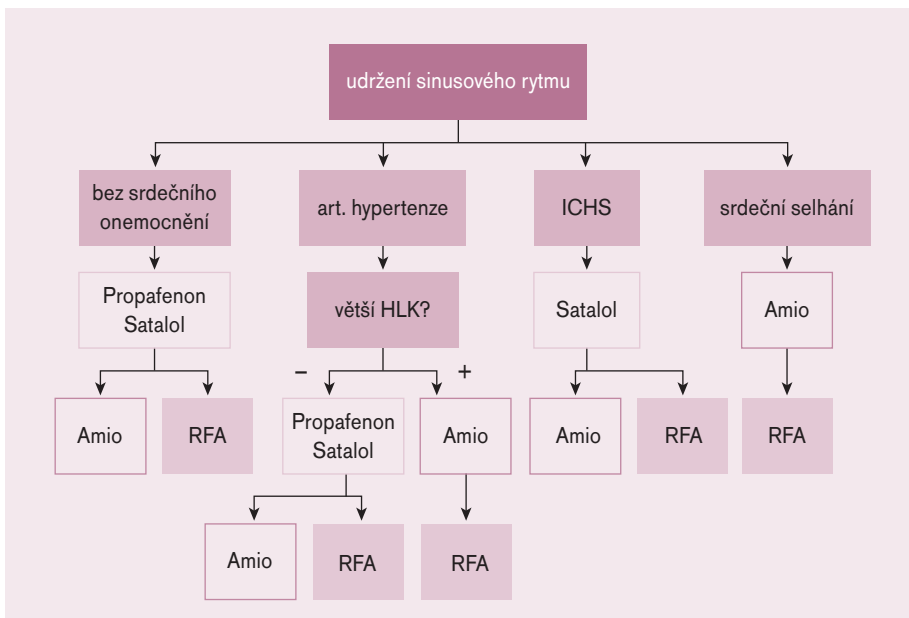 udržení sinusového rytmu
bez srdečního
onemocnění
art. hypertenze
ICHS
srdeční selhání
Propafenon
Satalol
větší HLK?
Satalol
Amio
–
+
Amio
RFA
Propafenon
Satalol
Amio
Amio
RFA
RFA
Amio
RFA
RFA